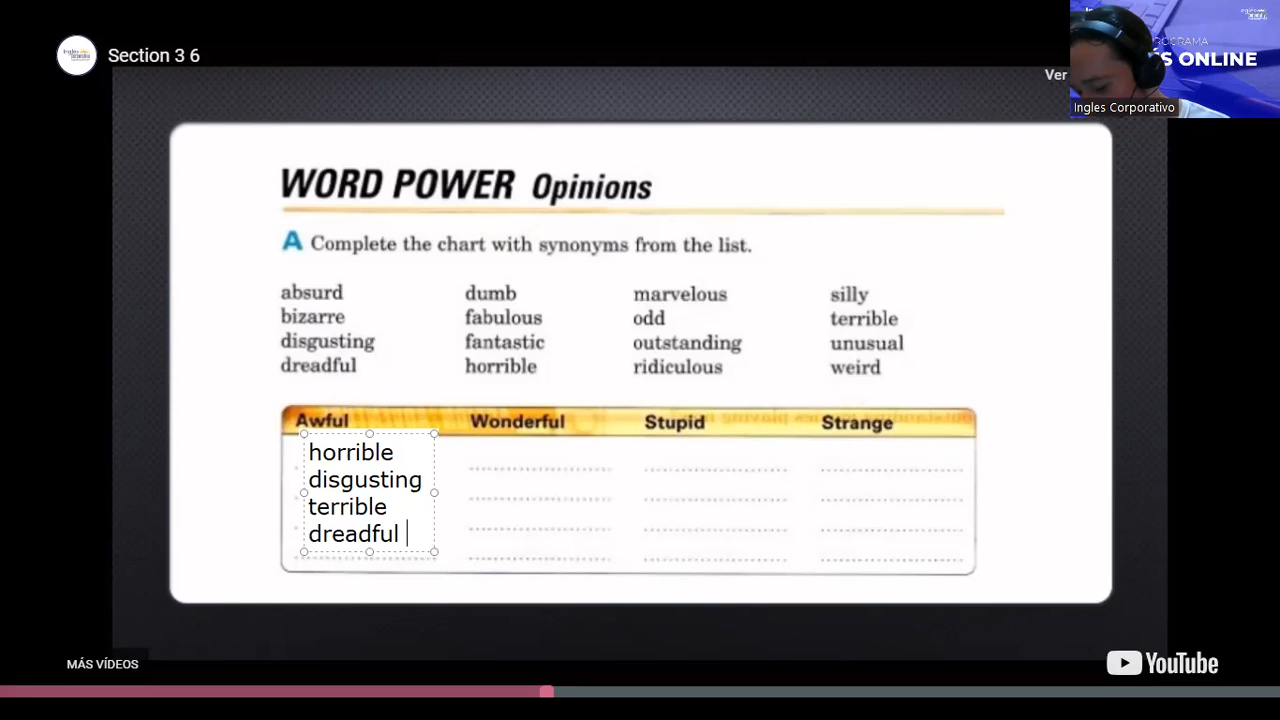 Section 3 6
Ver
PROGRAMA
ÉS ONLINE
Ingles Corporativo
WORD POWER Opinions
A Complete the chart with synonyms from the list.
absurd dumb marvelous silly
bizarre fabulous odd terrible
disgusting fantastic outstanding unusual
dreadful horrible ridiculous weird
Awful Wonderful Stupid Strange
horrible
disgusting
terrible
dreadful
MÁS VÍDEOS
YouTube